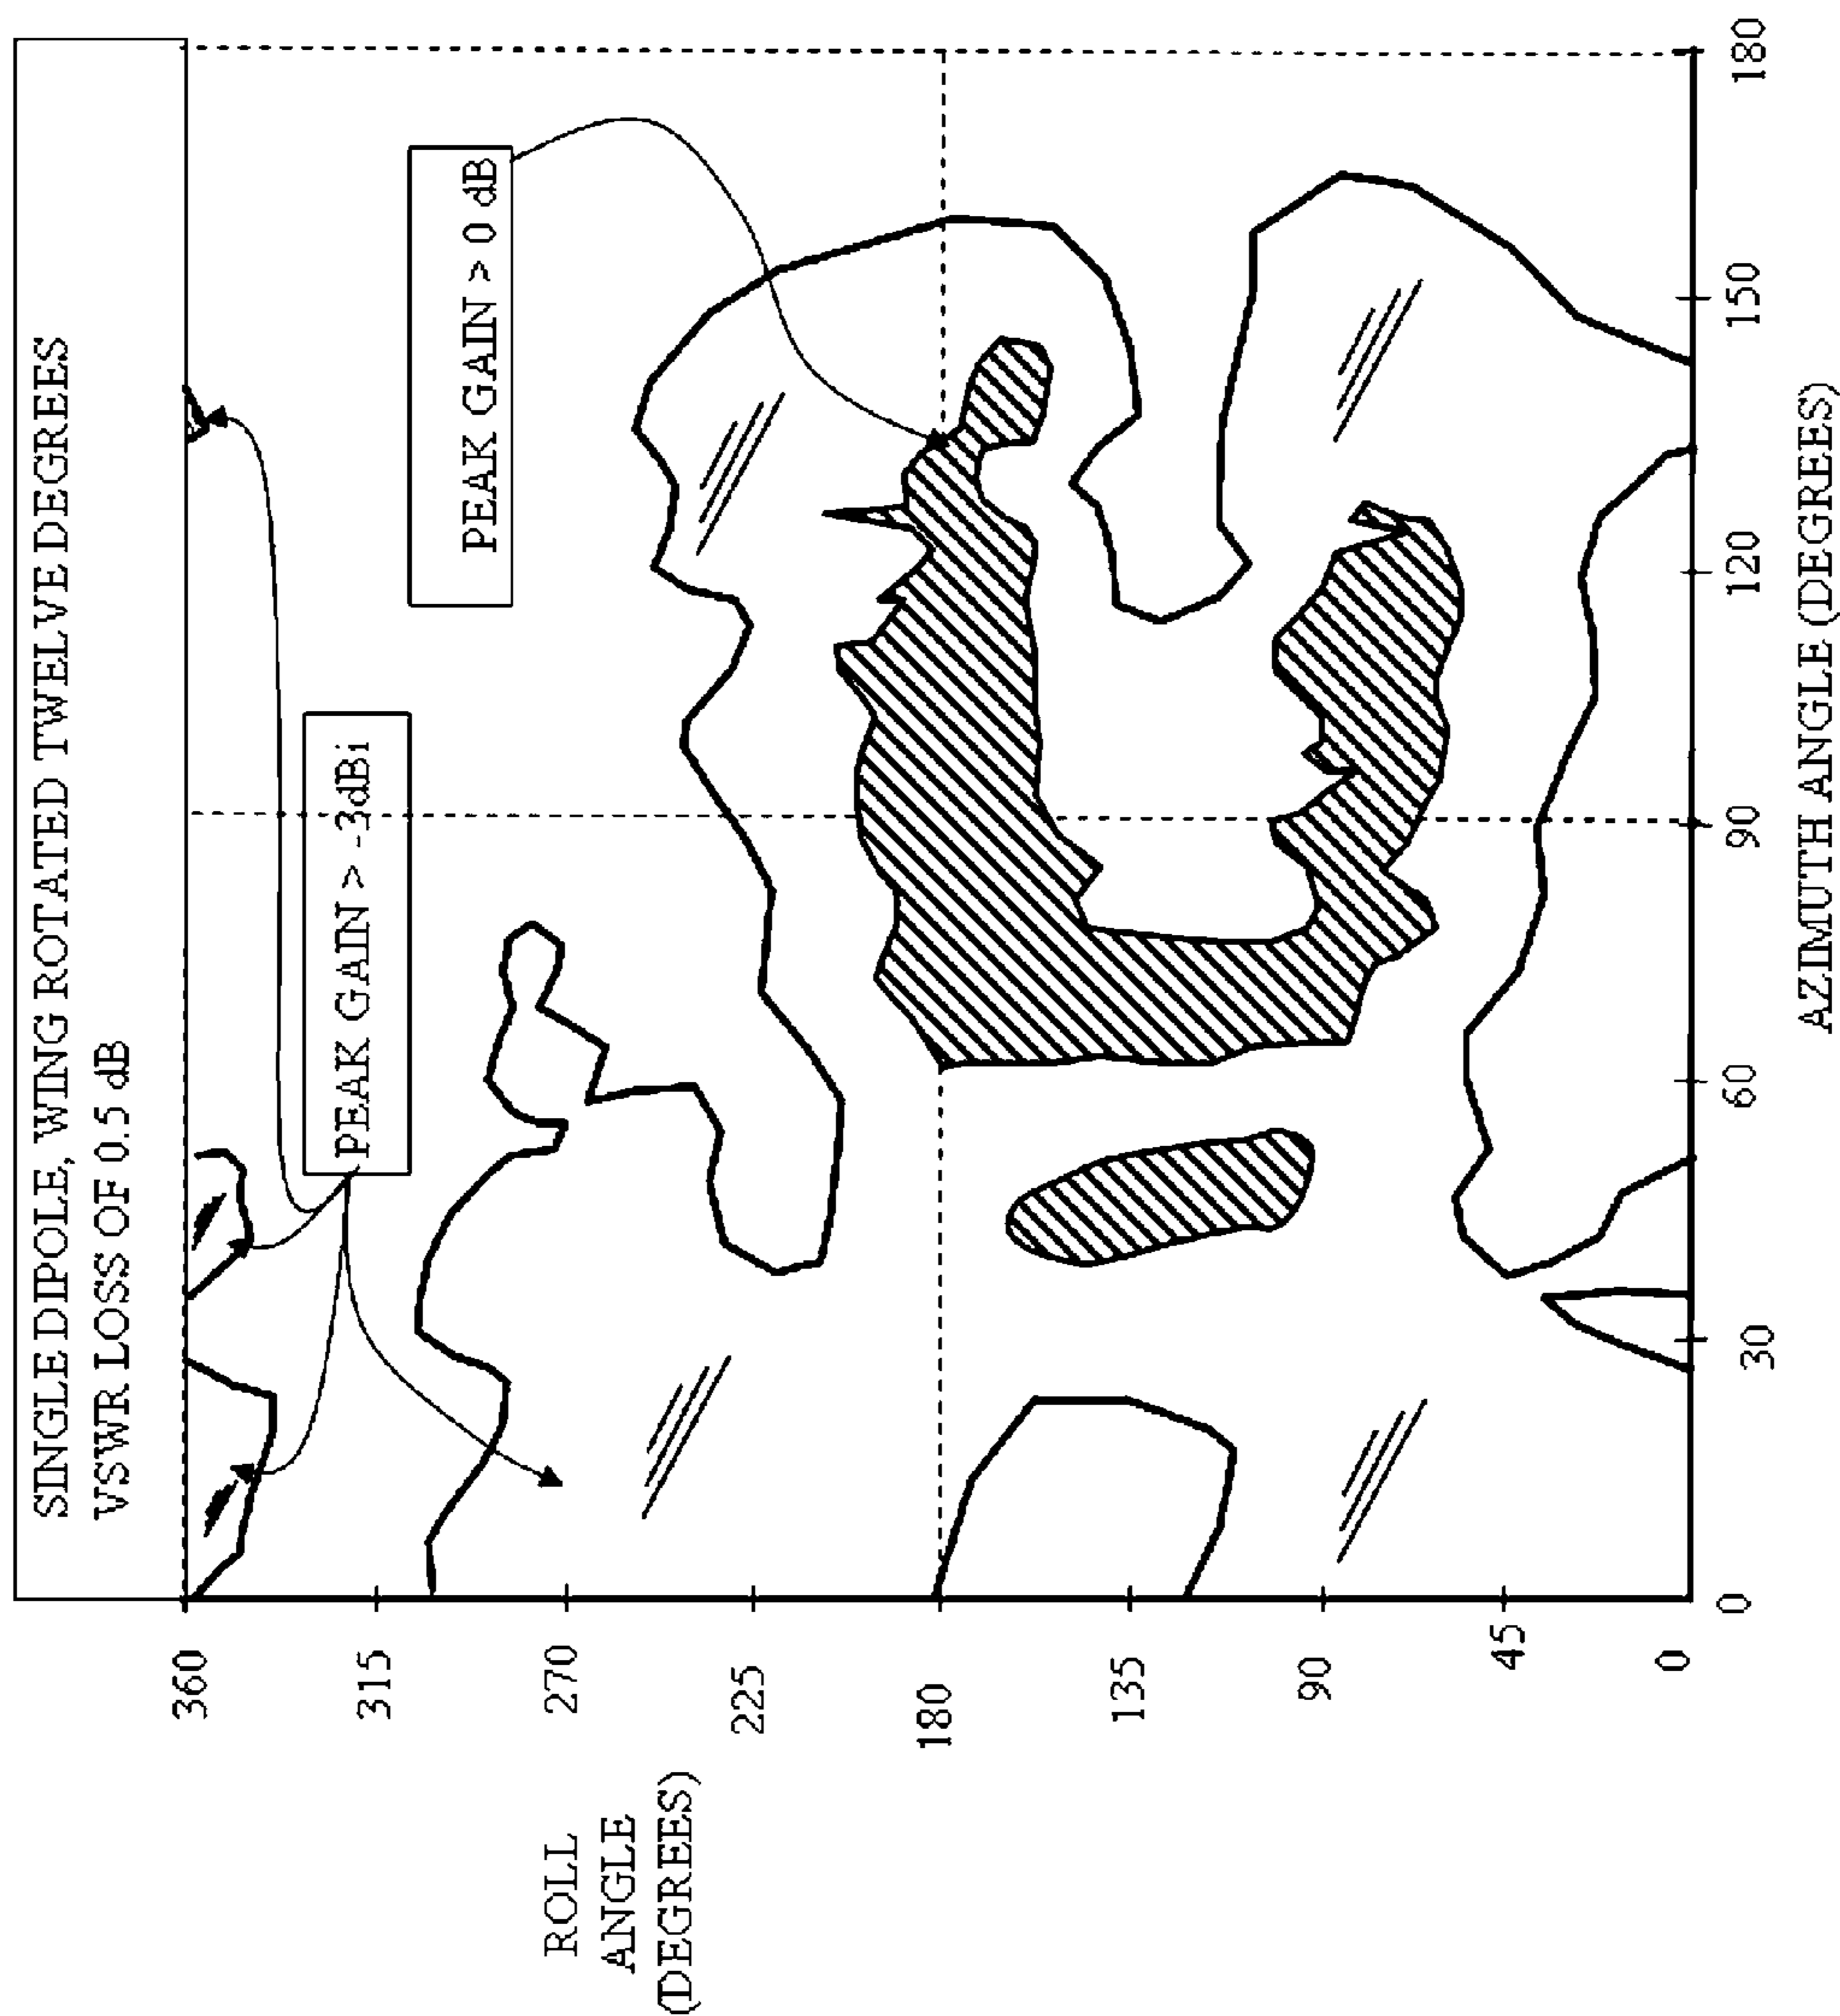 SINGLE DIPOLE, WING ROTATED TWELVE DEGREES
VSWR LOSS OF 0.5 dB
PEAK GAIN > -3dBi
PEAK GAIN > 0 dB
ROLL
ANGLE
(DEGREES)
360
315
270
225
180
135
90
45
0
0
30
60
90
120
150
180
AZIMUTH ANGLE (DEGREES)